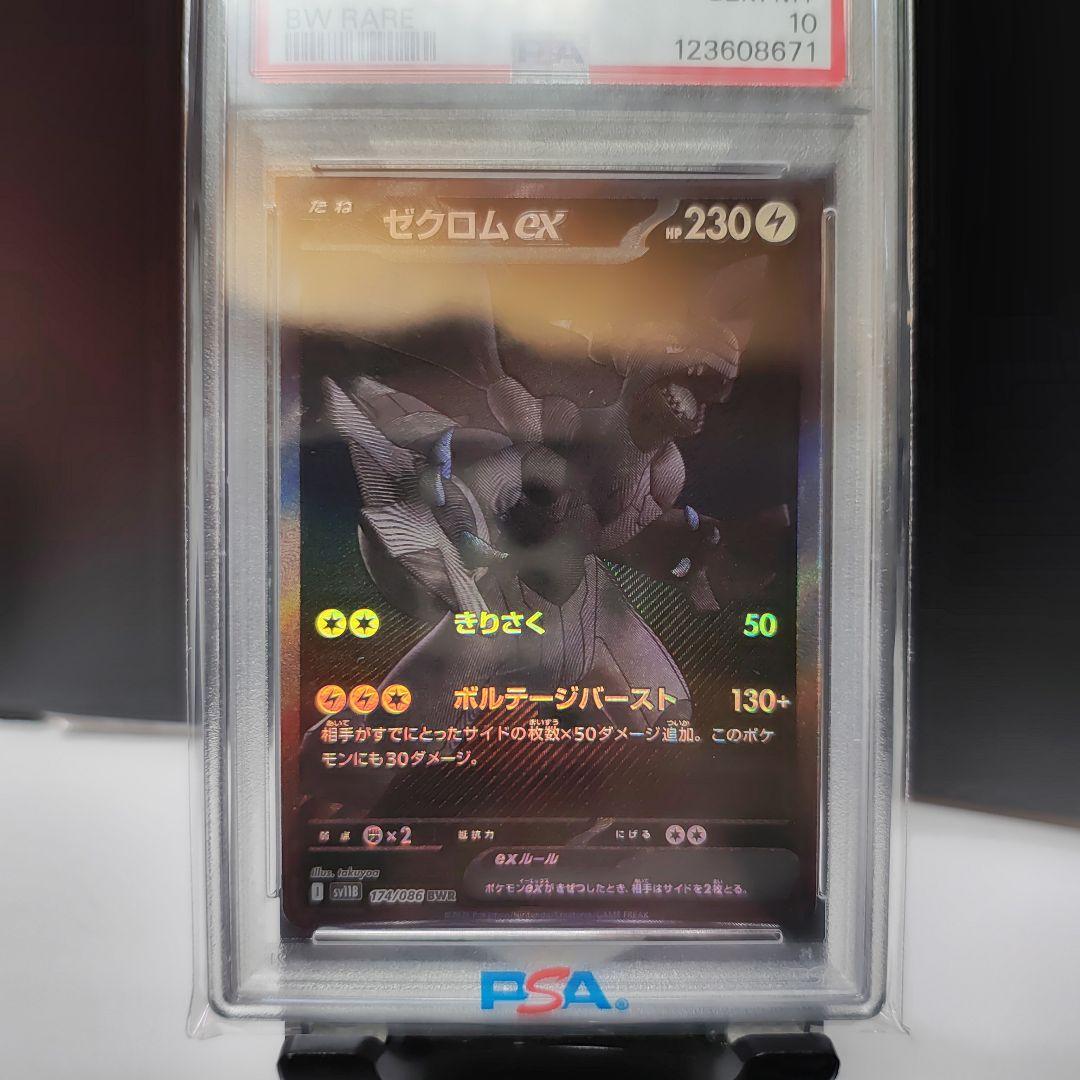 BW RARE
10
PSA
123608671
たね
ゼクロムex
HP 230
きりさく
50
ボルテージバースト
130+
相手がすでにとったサイドの枚数×50ダメージ追加。このポケ
モンにも30ダメージ。
弱点
×2
抵抗力
にげる
exルール
ポケモンexがきぜつしたとき、相手はサイドを2枚とる。
illus. takuyoa
I sv11B 174/086 BWR
PSA®